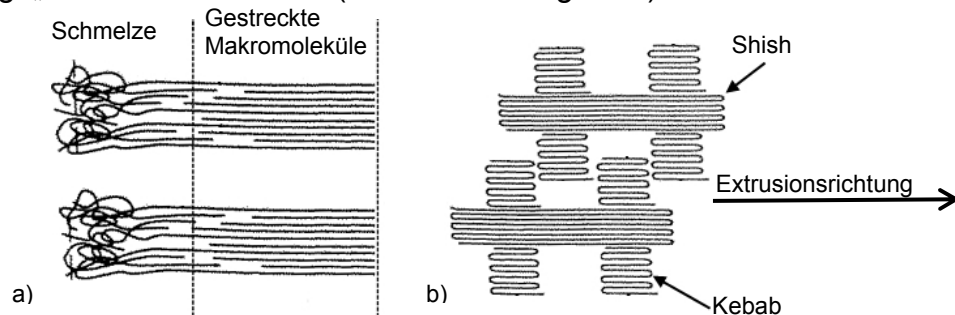 Schmelze
Gestreckte
Makromoleküle
a)
Shish
Extrusionsrichtung
b)
Kebab